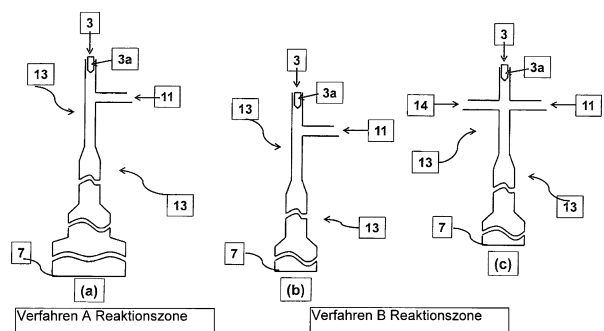 3
3a
13
11
13
7
(a)
3
3a
13
11
13
7
(b)
3
3a
14
11
13
13
7
(c)
Verfahren A Reaktionszone
Verfahren B Reaktionszone